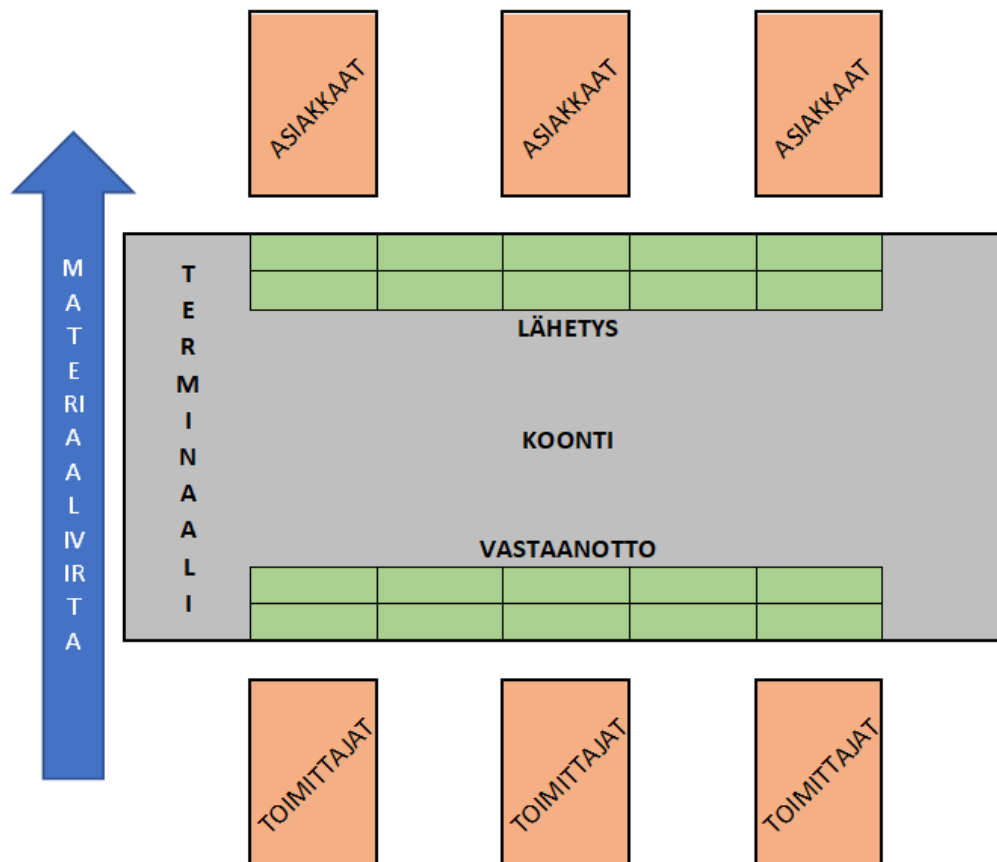 ASIAKKAAT
ASIAKKAAT
ASIAKKAAT
MATERIAALIVIRTA
TERMINAALI
LÄHETYS
KOONTI
VASTAANOTTO
TOIMITTAJAT
TOIMITTAJAT
TOIMITTAJAT